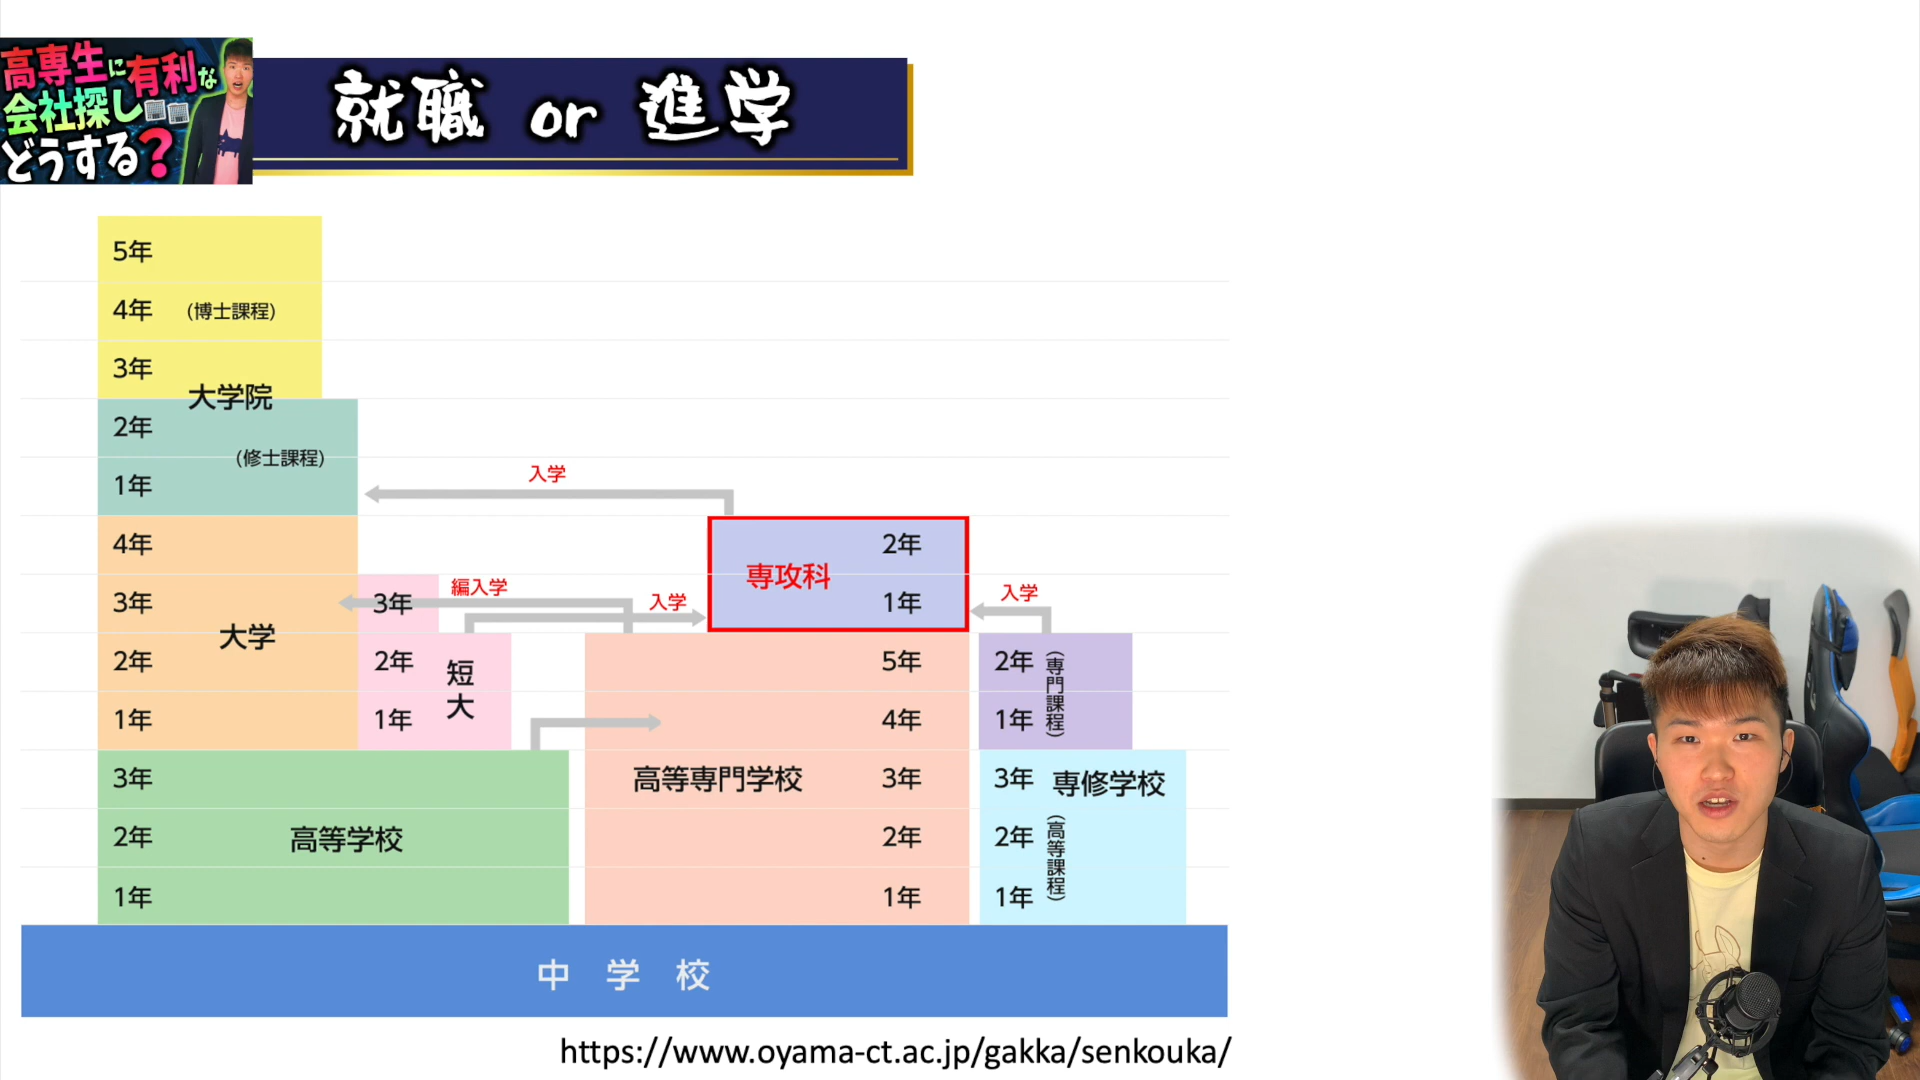 高専生に有利な
会社探し
どうする?
就職 or 進学
5年
4年 (博士課程)
3年
大学院
2年
(修士課程)
1年
入学
4年
2年
専攻科
3年
3年
編入学
入学
1年
入学
大学
2年
2年
短大
5年
2年
(専門課程)
1年
1年
4年
1年
3年
高等専門学校
3年
3年
専修学校
2年
高等学校
2年
2年
(高等課程)
1年
1年
1年
中学校
https://www.oyama-ct.ac.jp/gakka/senkouka/